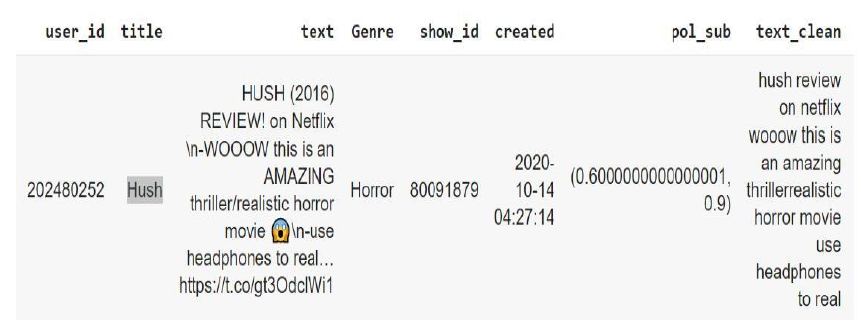 user_id title text Genre show_id created pol_sub text_clean
hush review
HUSH (2016) on netflix
REVIEW! on Netflix wooow this is
\n-WOOOW this is an an amazing
202480252 Hush AMAZING thriller/realistic horror movie 😱\n-use headphones to real... https://t.co/gt3OdclWi1 Horror 80091879 2020-10-14 04:27:14 (0.6000000000000001, 0.9) thrillerrealistic
horror movie
use
headphones
to real